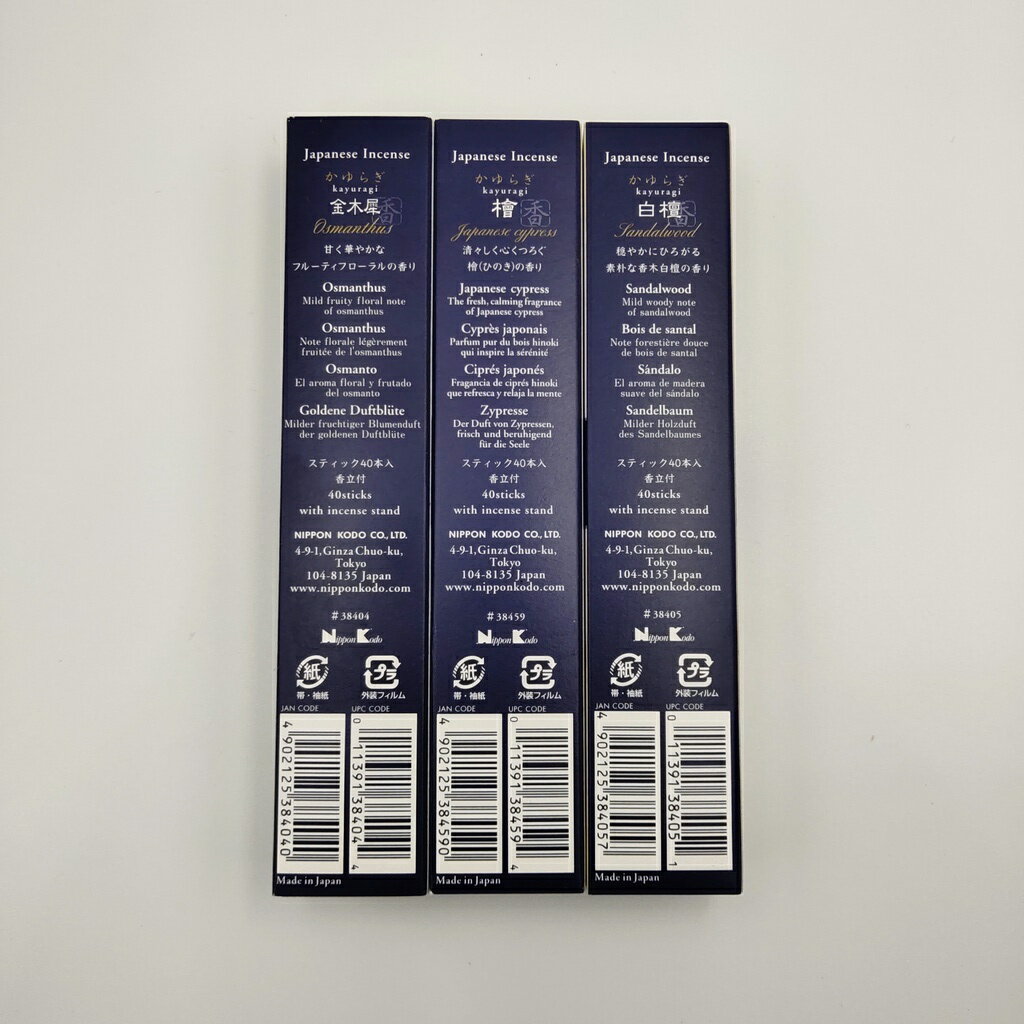 Japanese Incense
かゆらぎ
kayuragi
金木犀
香
Osmanthus
甘く華やかな
フルーティフローラルの香り
Osmanthus
Mild fruity floral note
of osmanthus
Osmanthus
Note florale légèrement
fruitée de l'osmanthus
Osmanto
El aroma floral y frutado
del osmanto
Goldene Duftblüte
Milder fruchtiger Blumenduft
der goldenen Duftblüte
スティック40本入
香立付
40sticks
with incense stand
NIPPON KODO CO., LTD.
4-9-1, Ginza Chuo-ku,
Tokyo
104-8135 Japan
www.nipponkodo.com
#38404
Nippon Kodo
紙
プラ
帯・袖紙
外装フィルム
JAN CODE
UPC CODE
4 902125 384040
0 11391 38404 4
Made in Japan
Japanese Incense
かゆらぎ
kayuragi
檜
香
Japanese cypress
清々しく心くつろぐ
檜(ひのき)の香り
Japanese cypress
The fresh, calming fragrance
of Japanese cypress
Cyprès japonais
Parfum pur du bois hinoki
qui inspire la sérénité
Ciprés japonés
Fragancia de ciprés hinoki
que refresca y relaja la mente
Zypresse
Der Duft von Zypressen,
frisch und beruhigend
für die Seele
スティック40本入
香立付
40sticks
with incense stand
NIPPON KODO CO., LTD.
4-9-1, Ginza Chuo-ku,
Tokyo
104-8135 Japan
www.nipponkodo.com
#38459
Nippon Kodo
紙
プラ
帯・袖紙
外装フィルム
JAN CODE
UPC CODE
4 902125 384590
0 11391 38459 4
Made in Japan
Japanese Incense
かゆらぎ
kayuragi
白檀
香
Sandalwood
穏やかにひろがる
素朴な香木白檀の香り
Sandalwood
Mild woody note
of sandalwood
Bois de santal
Note forestière douce
de bois de santal
Sándalo
El aroma de madera
suave del sándalo
Sandelbaum
Milder Holzduft
des Sandelbaumes
スティック40本入
香立付
40sticks
with incense stand
NIPPON KODO CO., LTD.
4-9-1, Ginza Chuo-ku,
Tokyo
104-8135 Japan
www.nipponkodo.com
#38405
Nippon Kodo
紙
プラ
帯・袖紙
外装フィルム
JAN CODE
UPC CODE
4 902125 384057
0 11391 38405 1
Made in Japan